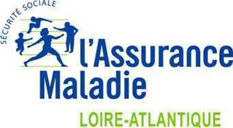 SÉCURITÉ SOCIALE
l'Assurance
Maladie
LOIRE-ATLANTIQUE